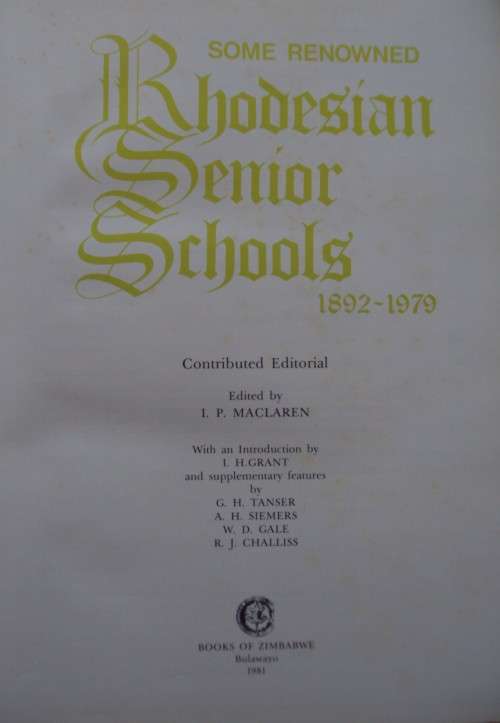 SOME RENOWNED
Rhodesian
Senior
Schools
1892-1979
Contributed Editorial
Edited by
I. P. MACLAREN
With an Introduction by
I. H.GRANT
and supplementary features
by
G. H. TANSER
A. H. SIEMERS
W. D. GALE
R. J. CHALLISS
BOOKS OF ZIMBABWE
Bulawayo
1981